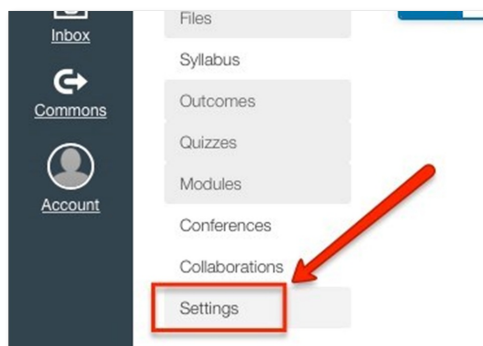 Inbox
Commons
Account
Files
Syllabus
Outcomes
Quizzes
Modules
Conferences
Collaborations
Settings